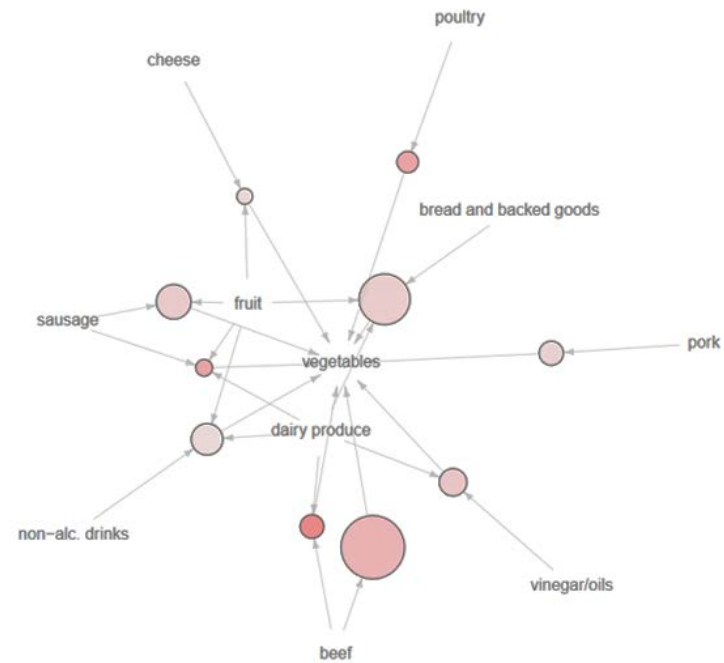 poultry
cheese
bread and backed goods
fruit
sausage
pork
vegetables
dairy produce
non-alc. drinks
vinegar/oils
beef